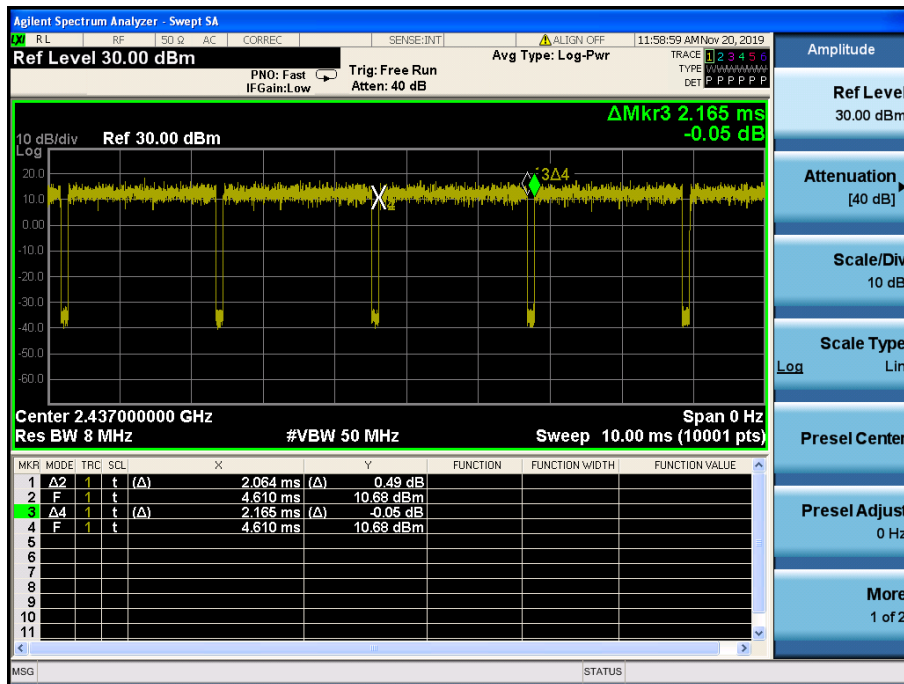 Agilent Spectrum Analyzer - Swept SA
LXI RL RF 50 Ω AC CORREC SENSE:INT ALIGN OFF 11:58:59 AM Nov 20, 2019
Ref Level 30.00 dBm
PNO: Fast
IFGain:Low
Trig: Free Run
Atten: 40 dB
Avg Type: Log-Pwr
TRACE 1 2 3 4 5 6
TYPE WWWWWW
DET P P P P P P
ΔMkr3 2.165 ms
-0.05 dB
10 dB/div Ref 30.00 dBm
Log
20.0
10.0
0.00
-10.0
-20.0
-30.0
-40.0
-50.0
-60.0
3Δ4
Center 2.437000000 GHz Span 0 Hz
Res BW 8 MHz #VBW 50 MHz Sweep 10.00 ms (10001 pts)
MKR MODE TRC SCL X Y FUNCTION FUNCTION WIDTH FUNCTION VALUE
1 Δ2 1 t (Δ) 2.064 ms (Δ) 0.49 dB
2 F 1 t 4.610 ms 10.68 dBm
3 Δ4 1 t (Δ) 2.165 ms (Δ) -0.05 dB
4 F 1 t 4.610 ms 10.68 dBm
5
6
7
8
9
10
11
MSG STATUS
Amplitude
Ref Level
30.00 dBm
Attenuation
[40 dB]
Scale/Div
10 dB
Scale Type
Log Lin
Presel Center
Presel Adjust
0 Hz
More
1 of 2